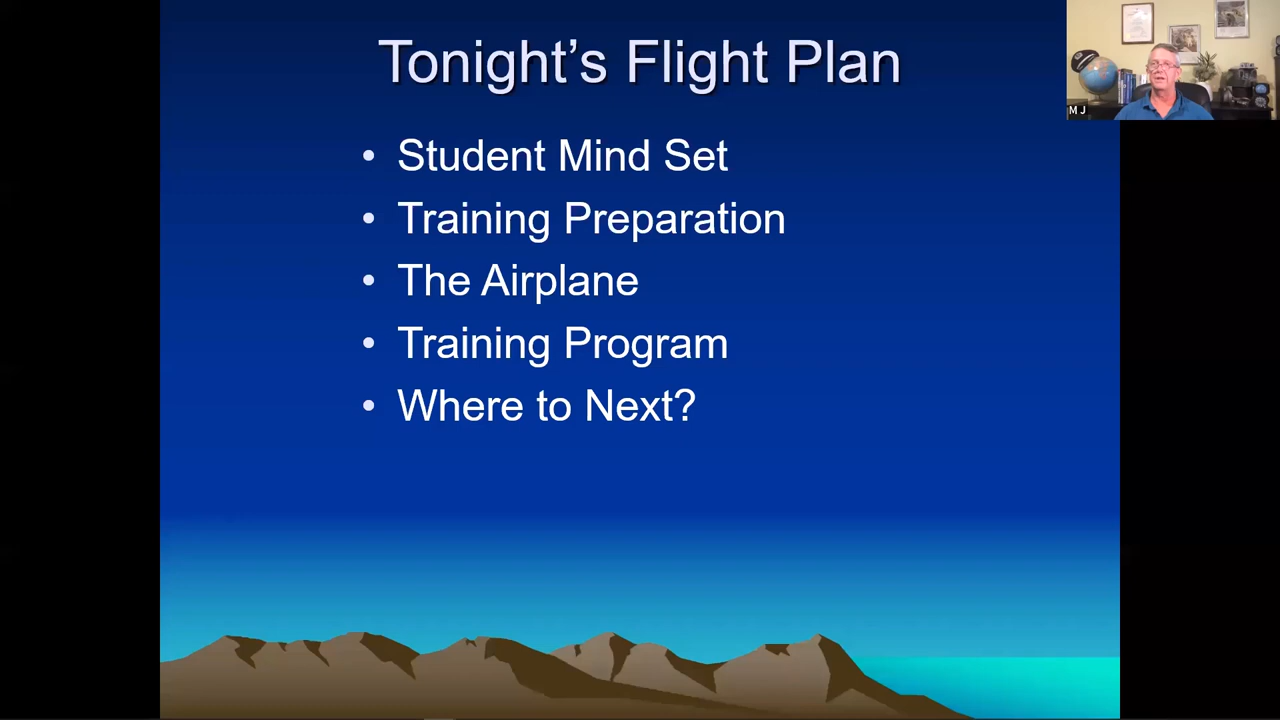 Tonight's Flight Plan
M J
• Student Mind Set
• Training Preparation
• The Airplane
• Training Program
• Where to Next?